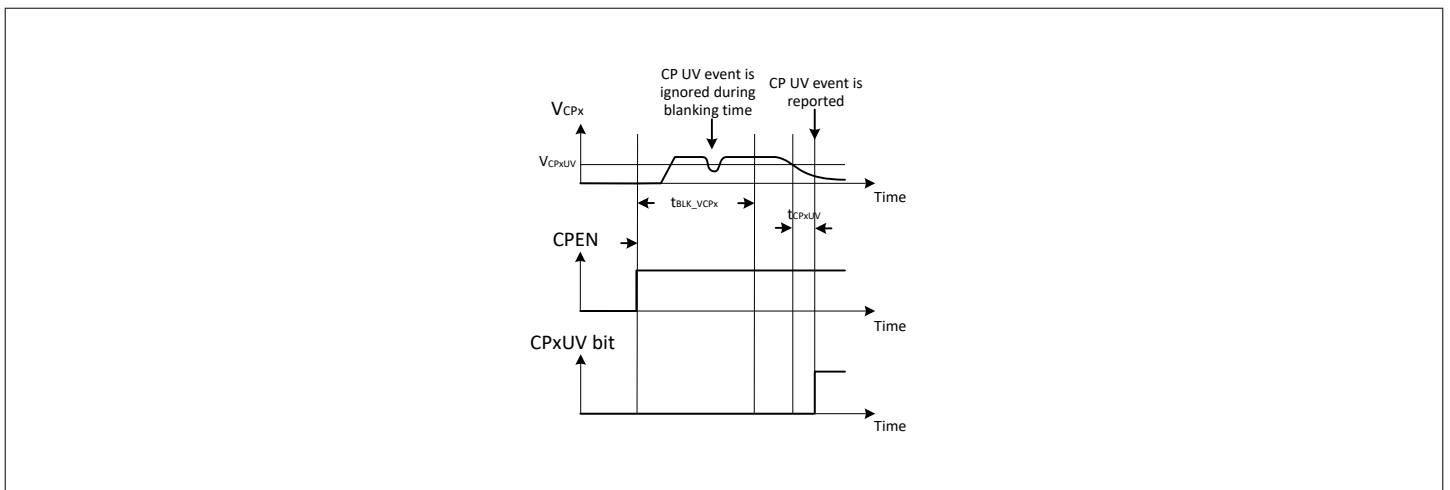 CP UV event is
ignored during
blanking time
CP UV event is
reported
VCPx
VCPxUV
Time
tBLK_VCPx
tCPxUV
CPEN
Time
CPxUV bit
Time